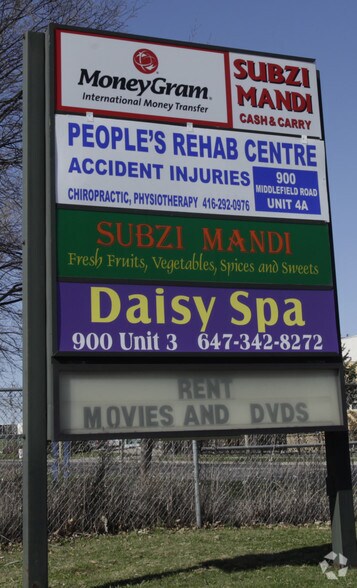 MoneyGram
International Money Transfer
SUBZI
MANDI
CASH & CARRY
PEOPLE'S REHAB CENTRE
ACCIDENT INJURIES
CHIROPRACTIC, PHYSIOTHERAPY 416-292-0976
900
MIDDLEFIELD ROAD
UNIT 4A
SUBZI MANDI
Fresh Fruits, Vegetables, Spices and Sweets
Daisy Spa
900 Unit 3 647-342-8272
RENT
MOVIES AND DVDS